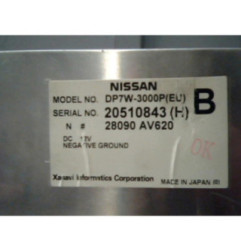 NISSAN
MODEL NO. DP7W-3000P(EU)
B
SERIAL NO. 20510843 (H)
N # 28090 AV620
DC 12V
NEGATIVE GROUND
OK
Xanavi Informatics Corporation MADE IN JAPAN